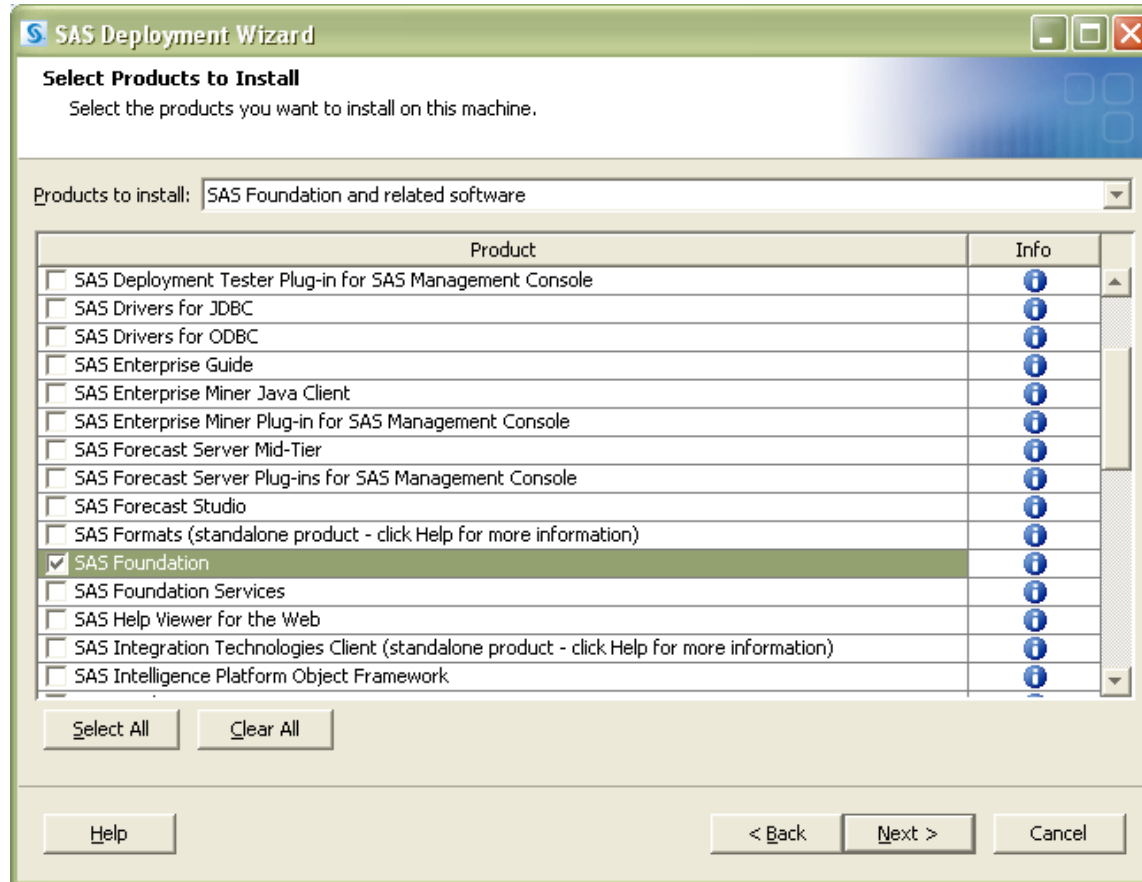 SAS Deployment Wizard
Select Products to Install
Select the products you want to install on this machine.
Products to install: SAS Foundation and related software
Product Info
SAS Deployment Tester Plug-in for SAS Management Console
SAS Drivers for JDBC
SAS Drivers for ODBC
SAS Enterprise Guide
SAS Enterprise Miner Java Client
SAS Enterprise Miner Plug-in for SAS Management Console
SAS Forecast Server Mid-Tier
SAS Forecast Server Plug-ins for SAS Management Console
SAS Forecast Studio
SAS Formats (standalone product - click Help for more information)
SAS Foundation
SAS Foundation Services
SAS Help Viewer for the Web
SAS Integration Technologies Client (standalone product - click Help for more information)
SAS Intelligence Platform Object Framework
Select All Clear All
Help < Back Next > Cancel